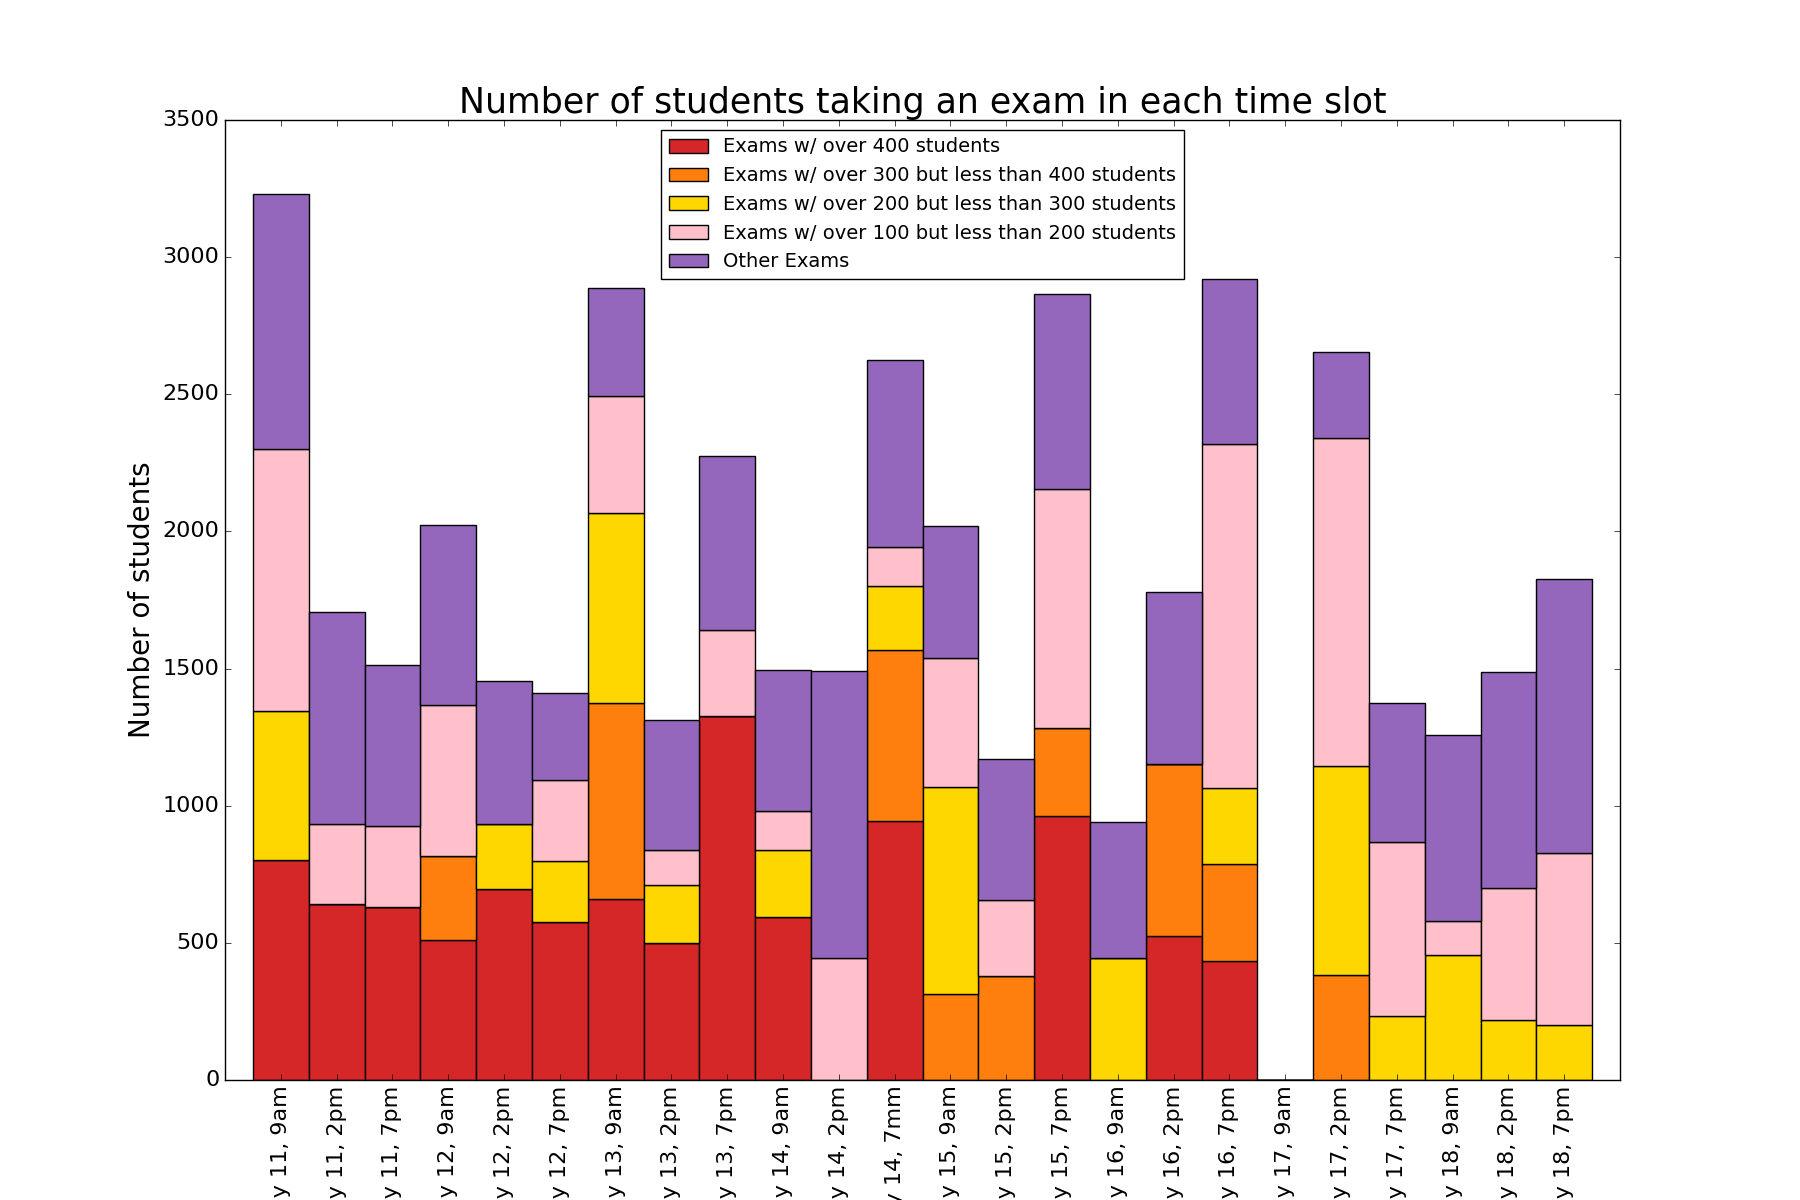 Number of students taking an exam in each time slot
Exams w/ over 400 students
Exams w/ over 300 but less than 400 students
Exams w/ over 200 but less than 300 students
Exams w/ over 100 but less than 200 students
Other Exams
Number of students
3500
3000
2500
2000
1500
1000
500
0
y 11, 9am
y 11, 2pm
y 11, 7pm
y 12, 9am
y 12, 2pm
y 12, 7pm
y 13, 9am
y 13, 2pm
y 13, 7pm
y 14, 9am
y 14, 2pm
y 14, 7mm
y 15, 9am
y 15, 2pm
y 15, 7pm
y 16, 9am
y 16, 2pm
y 16, 7pm
y 17, 9am
y 17, 2pm
y 17, 7pm
y 18, 9am
y 18, 2pm
y 18, 7pm